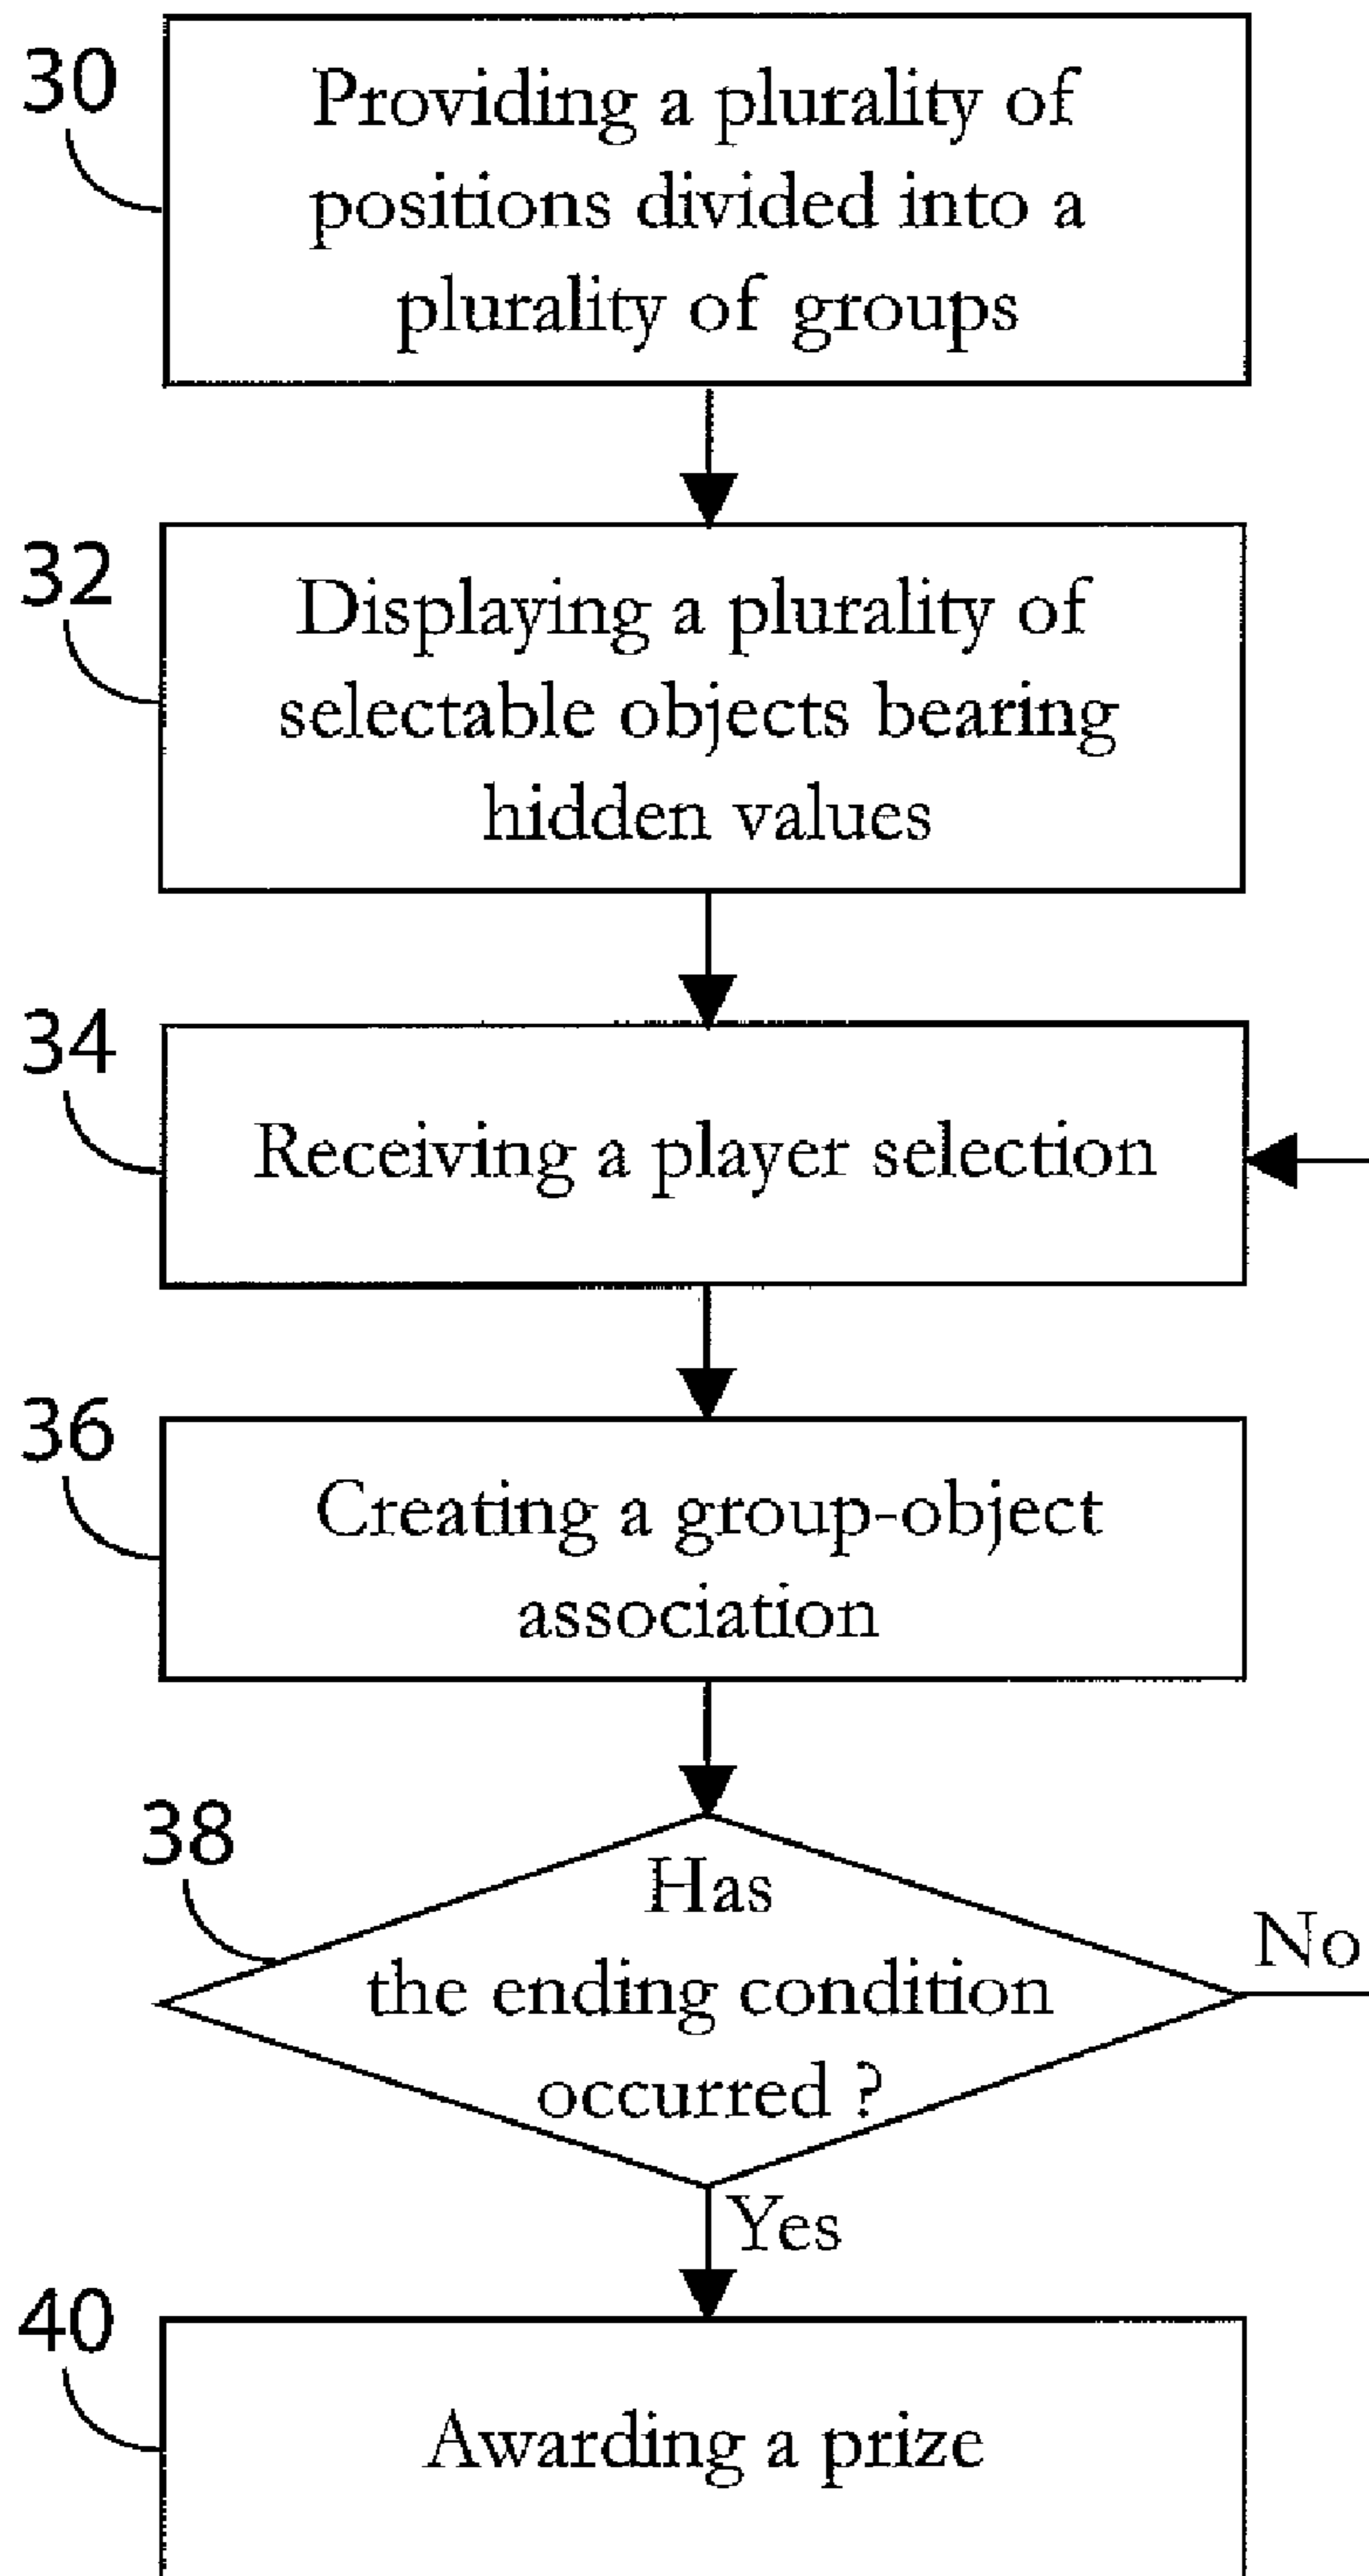 30
Providing a plurality of
positions divided into a
plurality of groups
32
Displaying a plurality of
selectable objects bearing
hidden values
34
Receiving a player selection
36
Creating a group-object
association
38
Has
the ending condition
occurred ?
No
Yes
40
Awarding a prize